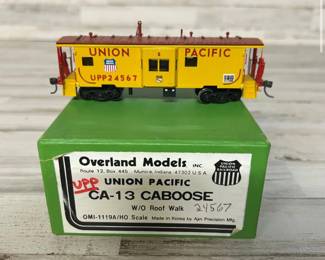 UNION PACIFIC
UPP24567
Overland Models INC.
Route 12, Box 445 Muncie, Indiana 47302 U.S.A
UPP UNION PACIFIC
CA-13 CABOOSE
W/O Roof Walk 24567
OMI-1119A/HO Scale Made in Korea by Ajin Precision Mfg.
UNION PACIFIC